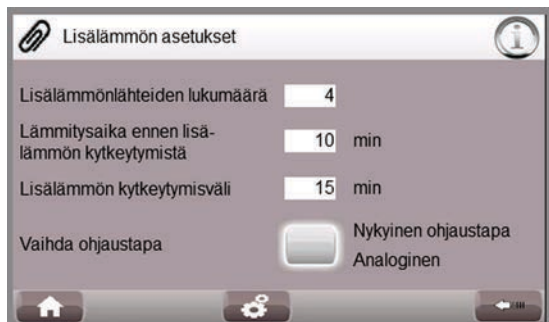 Lisälämmön asetukset
Lisälämmönlähteiden lukumäärä 4
Lämmitysaika ennen lisä-
lämmön kytkeytymistä 10 min
Lisälämmön kytkeytymisväli 15 min
Vaihda ohjaustapa
Nykyinen ohjaustapa
Analoginen